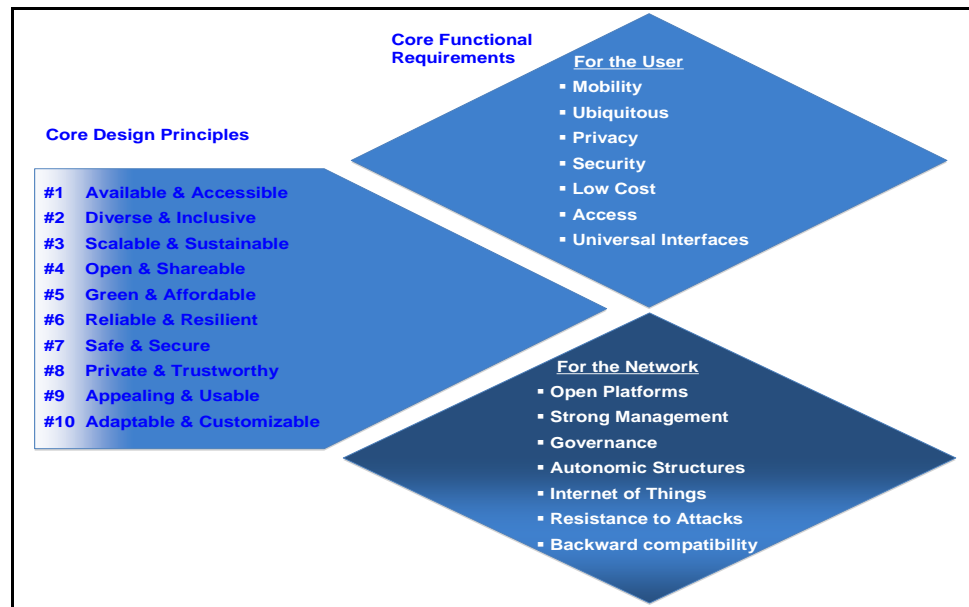 Core Functional
Requirements
For the User
▪ Mobility
▪ Ubiquitous
▪ Privacy
▪ Security
▪ Low Cost
▪ Access
▪ Universal Interfaces
Core Design Principles
#1 Available & Accessible
#2 Diverse & Inclusive
#3 Scalable & Sustainable
#4 Open & Shareable
#5 Green & Affordable
#6 Reliable & Resilient
#7 Safe & Secure
#8 Private & Trustworthy
#9 Appealing & Usable
#10 Adaptable & Customizable
For the Network
▪ Open Platforms
▪ Strong Management
▪ Governance
▪ Autonomic Structures
▪ Internet of Things
▪ Resistance to Attacks
▪ Backward compatibility